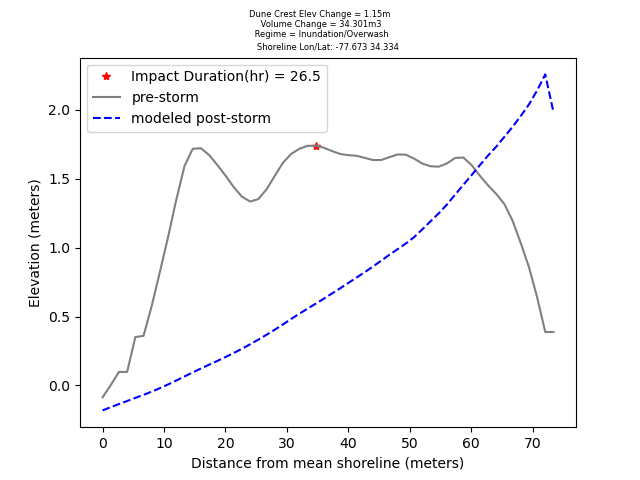 Dune Crest Elev Change = 1.15m
Volume Change = 34.301m3
Regime = Inundation/Overwash
Shoreline Lon/Lat: -77.673 34.334
Impact Duration(hr) = 26.5
pre-storm
modeled post-storm
2.0
1.5
1.0
0.5
0.0
Elevation (meters)
0 10 20 30 40 50 60 70
Distance from mean shoreline (meters)